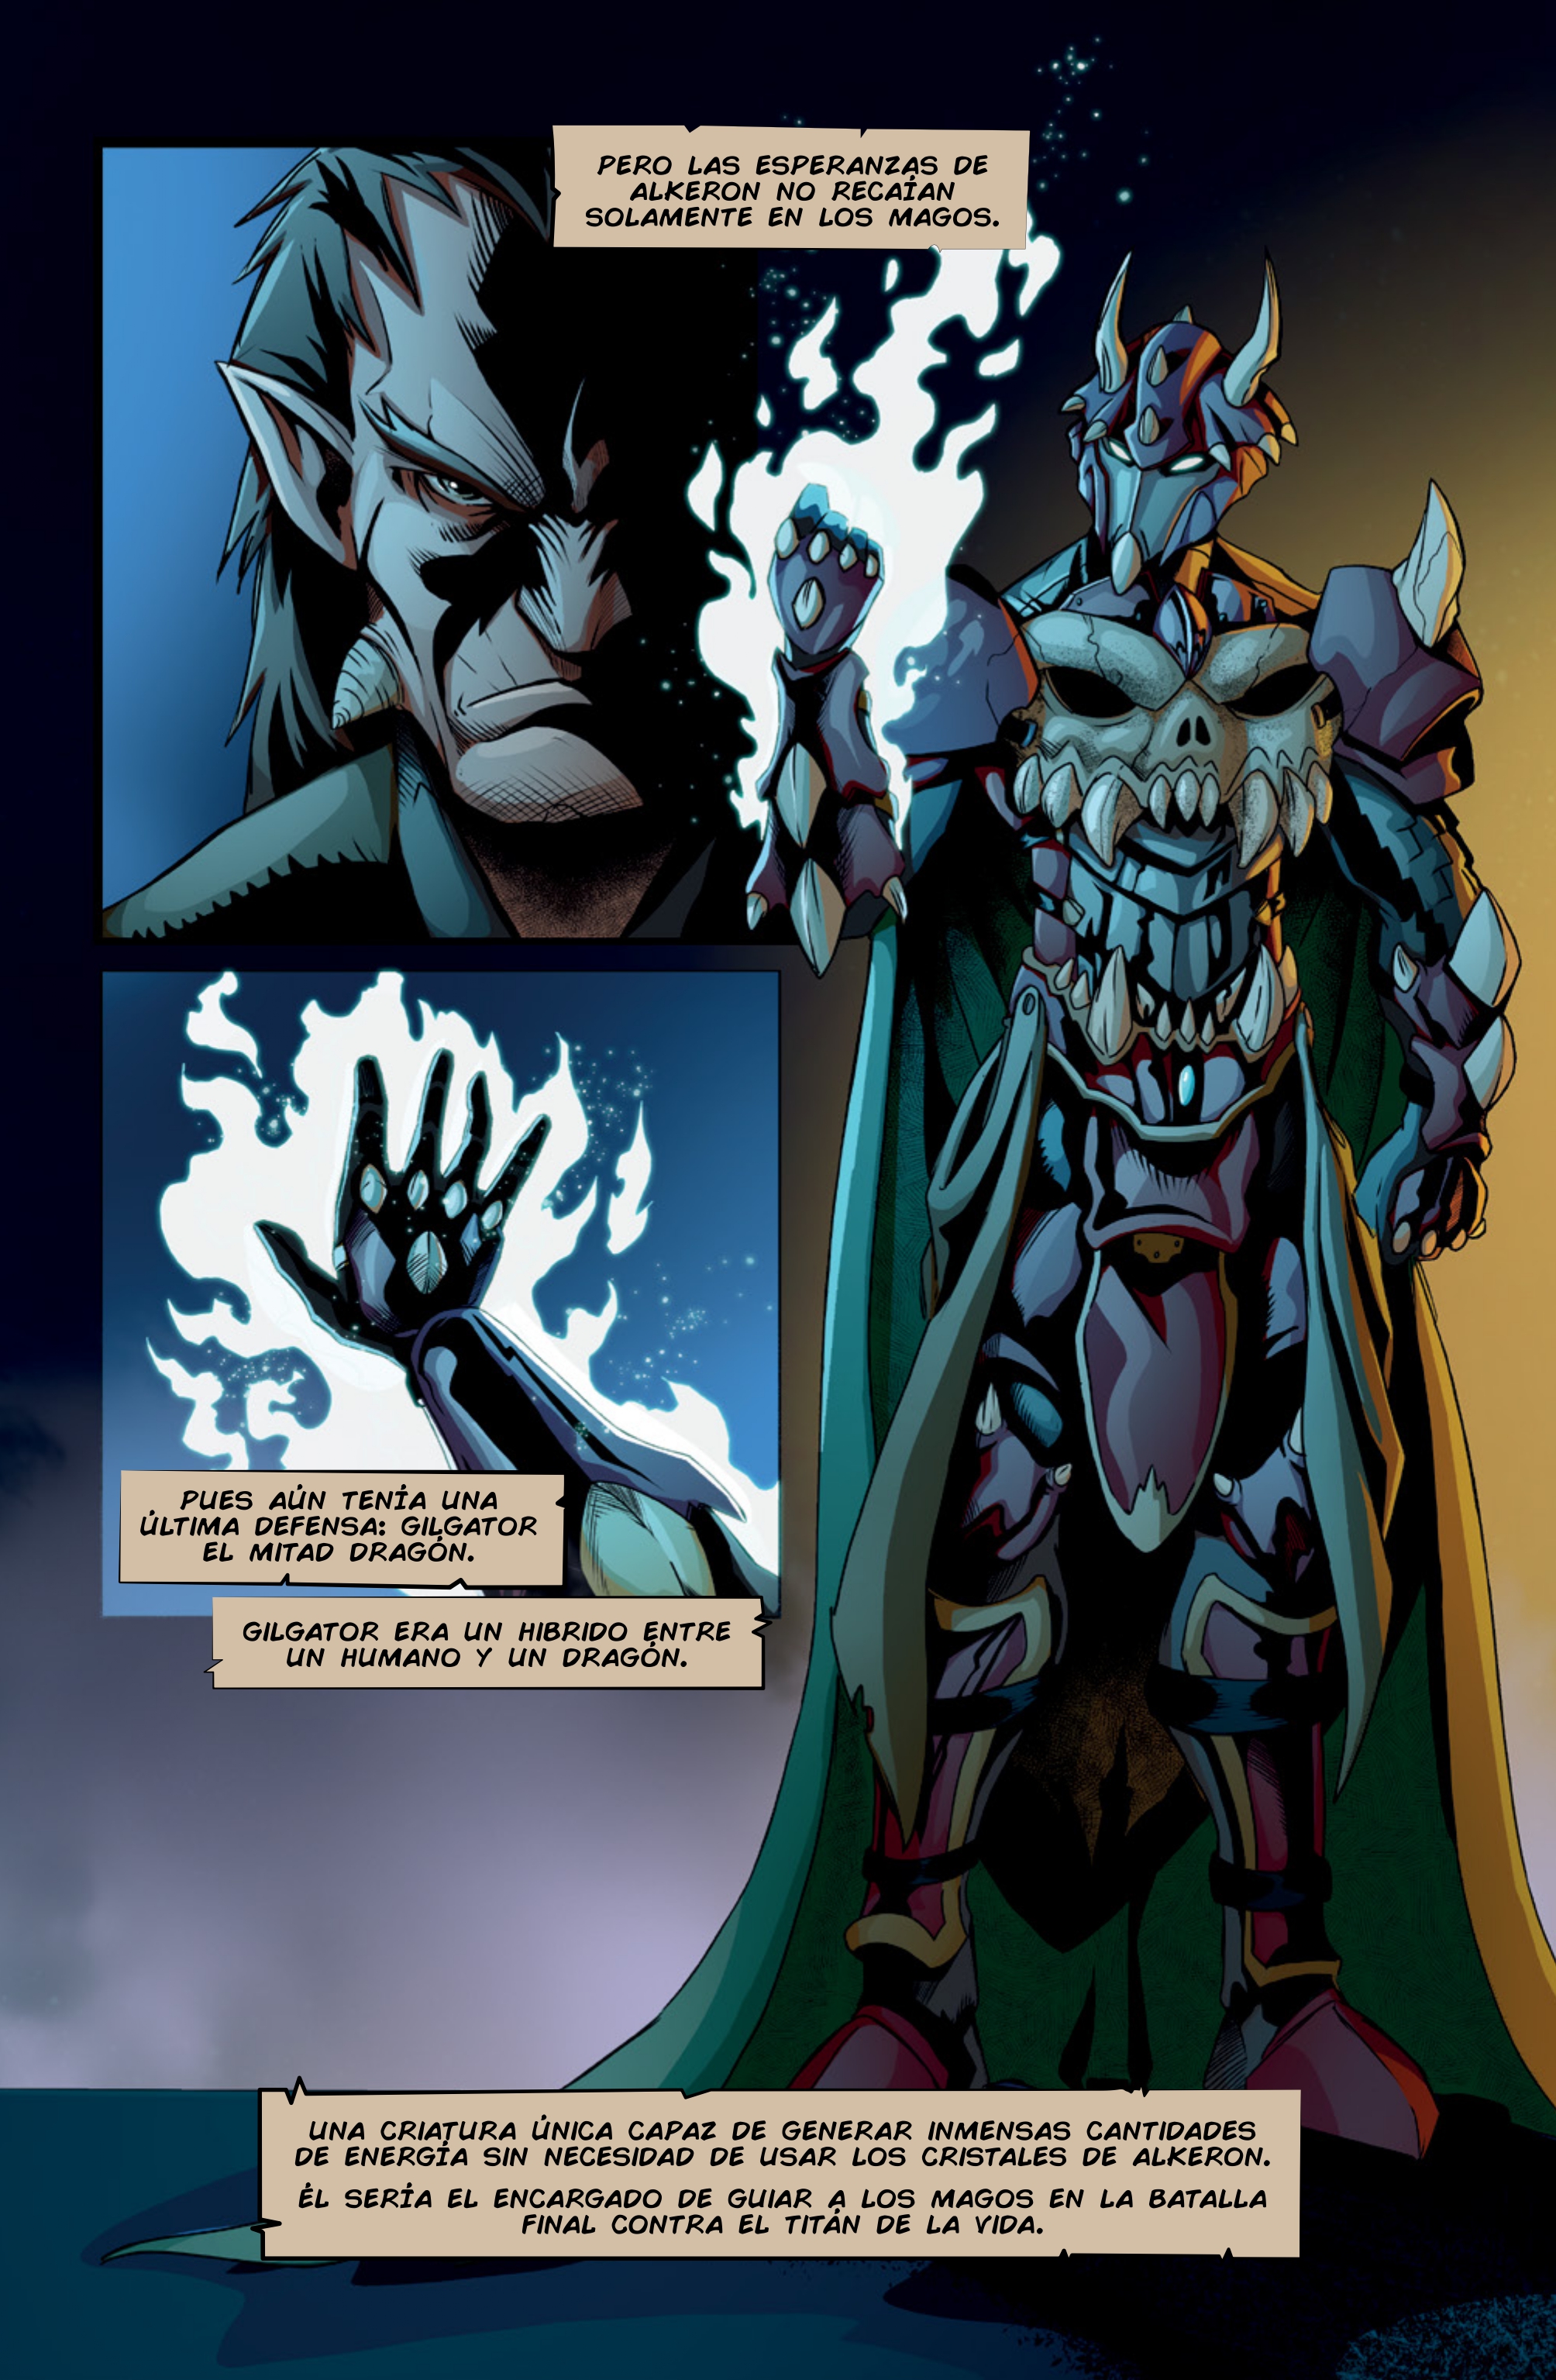 PERO LAS ESPERANZAS DE
ALKERON NO RECAÍAN
SOLAMENTE EN LOS MAGOS.
PUES AÚN TENÍA UNA
ÚLTIMA DEFENSA: GILGATOR
EL MITAD DRAGÓN.
GILGATOR ERA UN HIBRIDO ENTRE
UN HUMANO Y UN DRAGÓN.
UNA CRIATURA ÚNICA CAPAZ DE GENERAR INMENSAS CANTIDADES
DE ENERGÍA SIN NECESIDAD DE USAR LOS CRISTALES DE ALKERON.
ÉL SERÍA EL ENCARGADO DE GUIAR A LOS MAGOS EN LA BATALLA
FINAL CONTRA EL TITÁN DE LA VIDA.